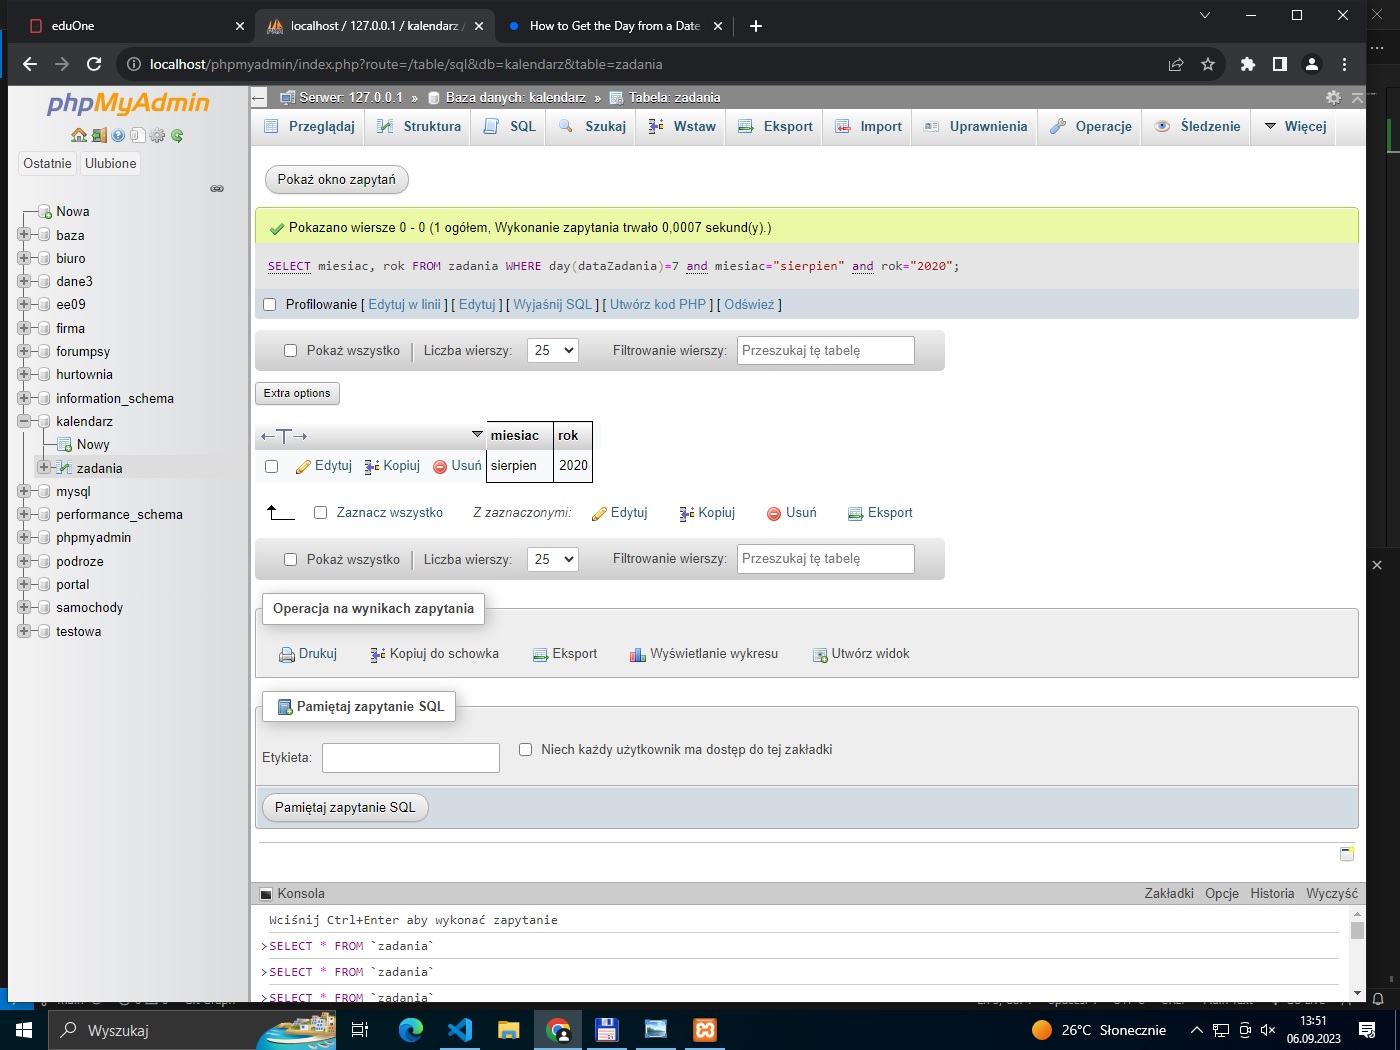 eduOne
localhost / 127.0.0.1 / kalendarz /
How to Get the Day from a Date
localhost/phpmyadmin/index.php?route=/table/sql&db=kalendarz&table=zadania
phpMyAdmin
Ostatnie Ulubione
Nowa
baza
biuro
dane3
ee09
firma
forumpsy
hurtownia
information_schema
kalendarz
Nowy
zadania
mysql
performance_schema
phpmyadmin
podroze
portal
samochody
testowa
Serwer: 127.0.0.1 » Baza danych: kalendarz » Tabela: zadania
Przeglądaj Struktura SQL Szukaj Wstaw Eksport Import Uprawnienia Operacje Śledzenie Więcej
Pokaż okno zapytań
Pokazano wiersze 0 - 0 (1 ogółem, Wykonanie zapytania trwało 0,0007 sekund(y).)
SELECT miesiac, rok FROM zadania WHERE day(dataZadania)=7 and miesiac="sierpien" and rok="2020";
Profilowanie [ Edytuj w linii ] [ Edytuj ] [ Wyjaśnij SQL ] [ Utwórz kod PHP ] [ Odśwież ]
Pokaż wszystko Liczba wierszy: 25 Filtrowanie wierszy: Przeszukaj tę tabelę
Extra options
miesiac rok
Edytuj Kopiuj Usuń sierpien 2020
Zaznacz wszystko Z zaznaczonymi: Edytuj Kopiuj Usuń Eksport
Pokaż wszystko Liczba wierszy: 25 Filtrowanie wierszy: Przeszukaj tę tabelę
Operacja na wynikach zapytania
Drukuj Kopiuj do schowka Eksport Wyświetlanie wykresu Utwórz widok
Pamiętaj zapytanie SQL
Etykieta: Niech każdy użytkownik ma dostęp do tej zakładki
Pamiętaj zapytanie SQL
Konsola Zakładki Opcje Historia Wyczyść
Wciśnij Ctrl+Enter aby wykonać zapytanie
>SELECT * FROM `zadania`
>SELECT * FROM `zadania`
>SELECT * FROM `zadania`
Wyszukaj
26°C Słonecznie
13:51
06.09.2023